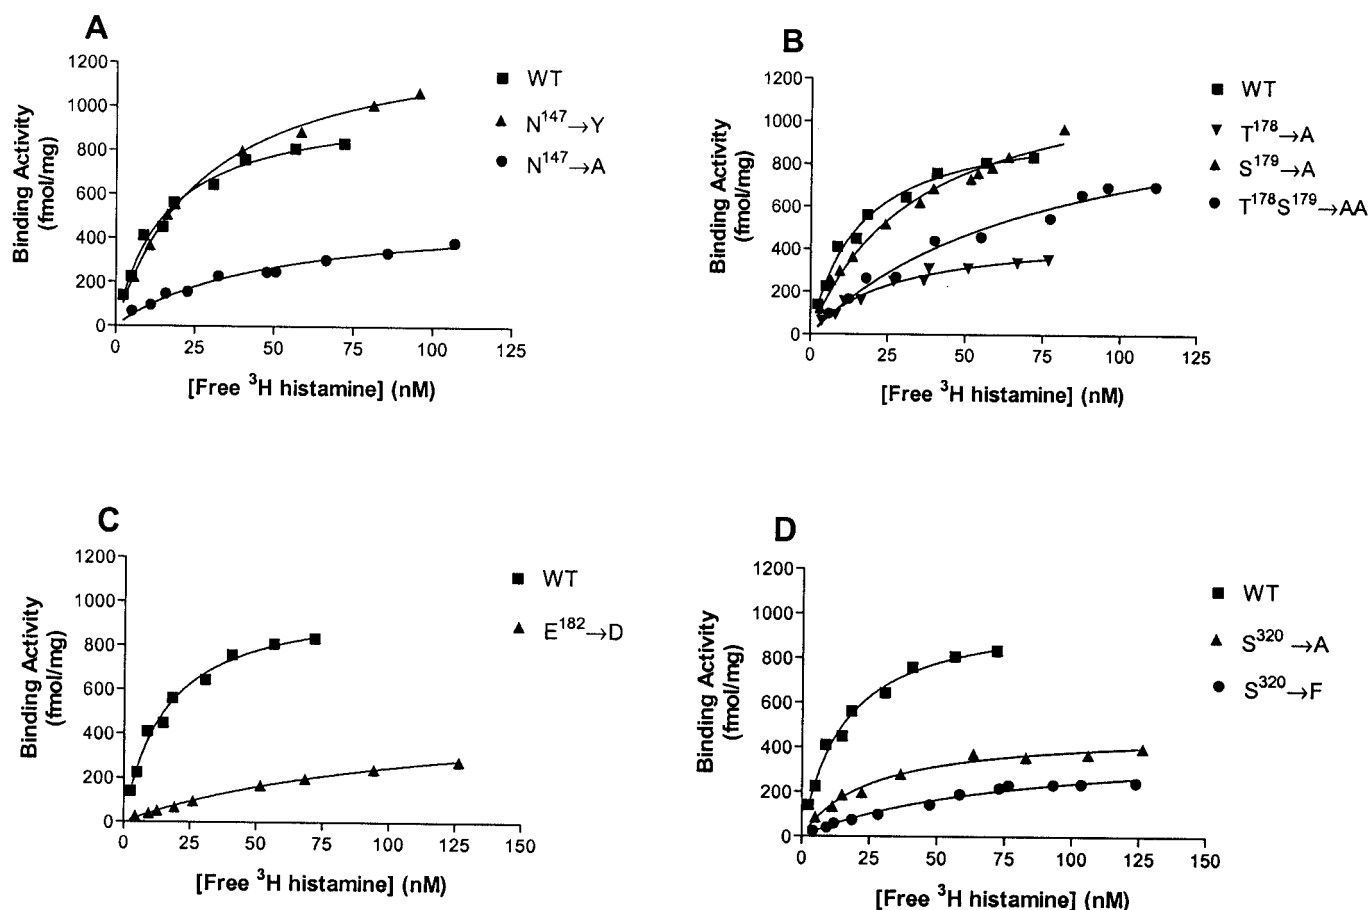 A
1200
1000
800
600
400
200
0
0 25 50 75 100 125
Binding Activity
(fmol/mg)
[Free ³H histamine] (nM)
WT
N¹⁴⁷→Y
N¹⁴⁷→A
B
1200
1000
800
600
400
200
0
0 25 50 75 100 125
Binding Activity
(fmol/mg)
[Free ³H histamine] (nM)
WT
T¹⁷⁸→A
S¹⁷⁹→A
T¹⁷⁸S¹⁷⁹→AA
C
1200
1000
800
600
400
200
0
0 25 50 75 100 125 150
Binding Activity
(fmol/mg)
[Free ³H histamine] (nM)
WT
E¹⁸²→D
D
1200
1000
800
600
400
200
0
0 25 50 75 100 125 150
Binding Activity
(fmol/mg)
[Free ³H histamine] (nM)
WT
S³²⁰→A
S³²⁰→F